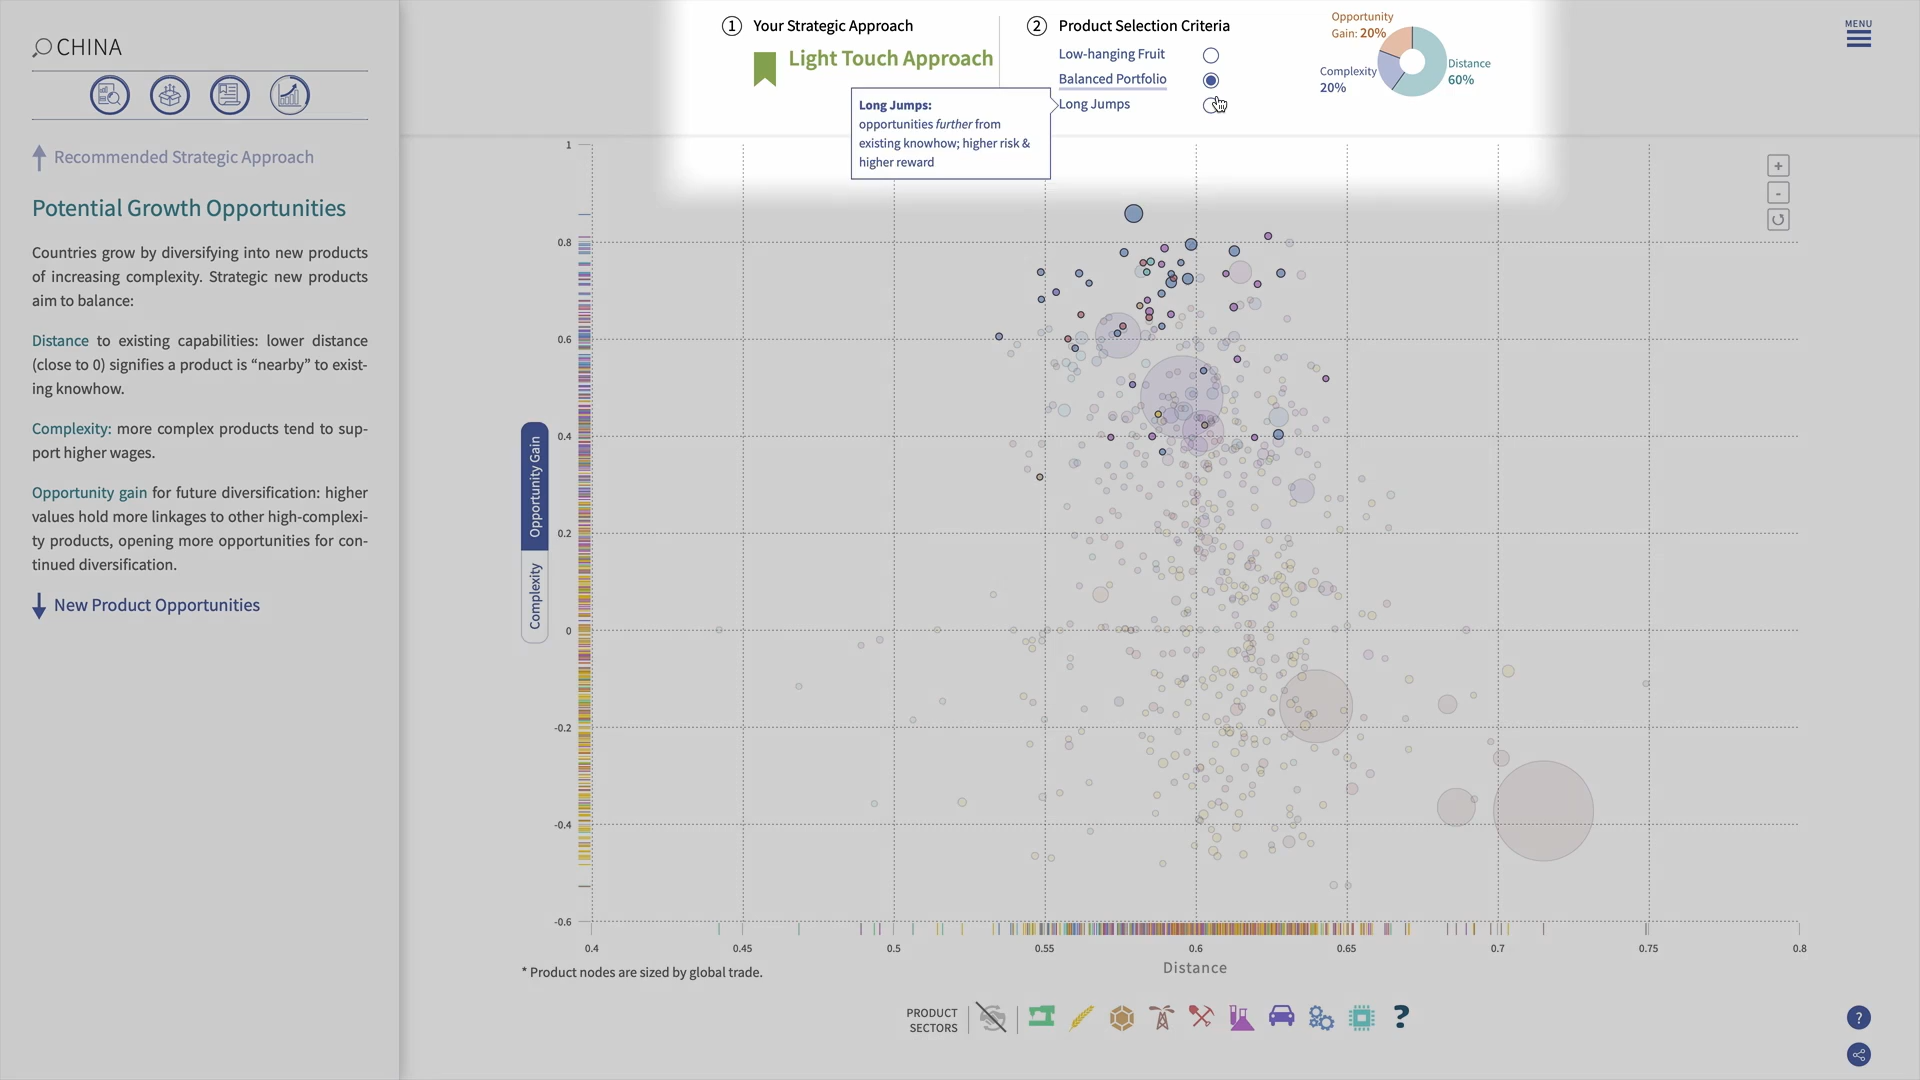 CHINA
Recommended Strategic Approach
Potential Growth Opportunities
Countries grow by diversifying into new products
of increasing complexity. Strategic new products
aim to balance:
Distance to existing capabilities: lower distance
(close to 0) signifies a product is “nearby” to exist-
ing knowhow.
Complexity: more complex products tend to sup-
port higher wages.
Opportunity gain for future diversification: higher
values hold more linkages to other high-complexi-
ty products, opening more opportunities for con-
tinued diversification.
New Product Opportunities
1 Your Strategic Approach
Light Touch Approach
2 Product Selection Criteria
Low-hanging Fruit
Balanced Portfolio
Long Jumps
Long Jumps:
opportunities further from
existing knowhow; higher risk &
higher reward
Opportunity
Gain: 20%
Complexity
20%
Distance
60%
MENU
+
-
Opportunity Gain
Complexity
1
0.8
0.6
0.4
0.2
0
-0.2
-0.4
-0.6
0.4 0.45 0.5 0.55 0.6 0.65 0.7 0.75 0.8
Distance
* Product nodes are sized by global trade.
PRODUCT
SECTORS
?
?